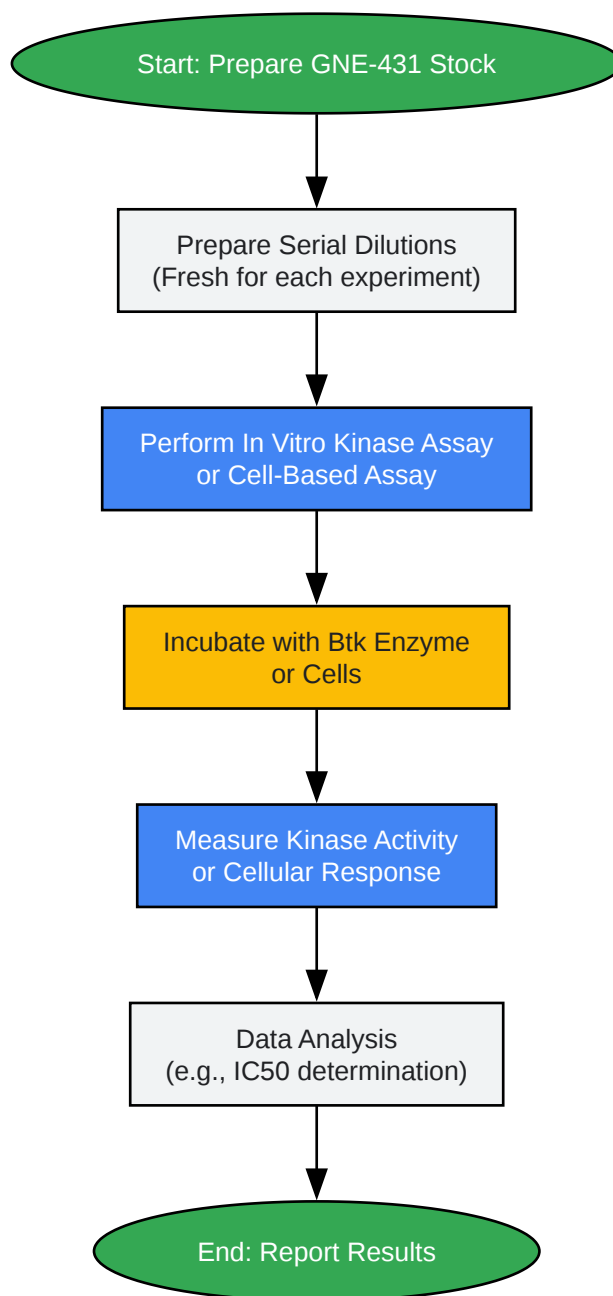 Start: Prepare GNE-431 Stock
Prepare Serial Dilutions
(Fresh for each experiment)
Perform In Vitro Kinase Assay
or Cell-Based Assay
Incubate with Btk Enzyme
or Cells
Measure Kinase Activity
or Cellular Response
Data Analysis
(e.g., IC50 determination)
End: Report Results